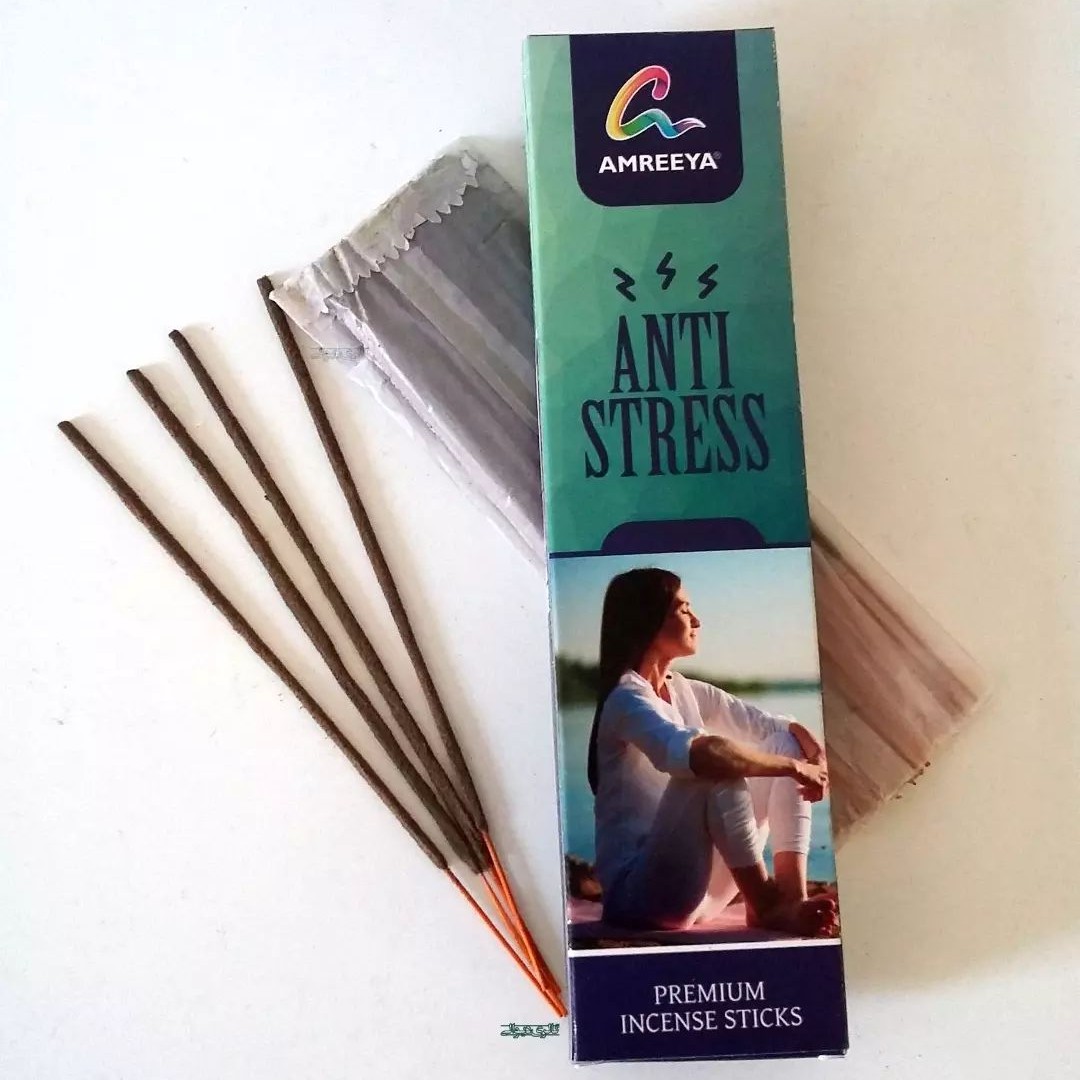 AMREEYA®
ANTI
STRESS
PREMIUM
INCENSE STICKS